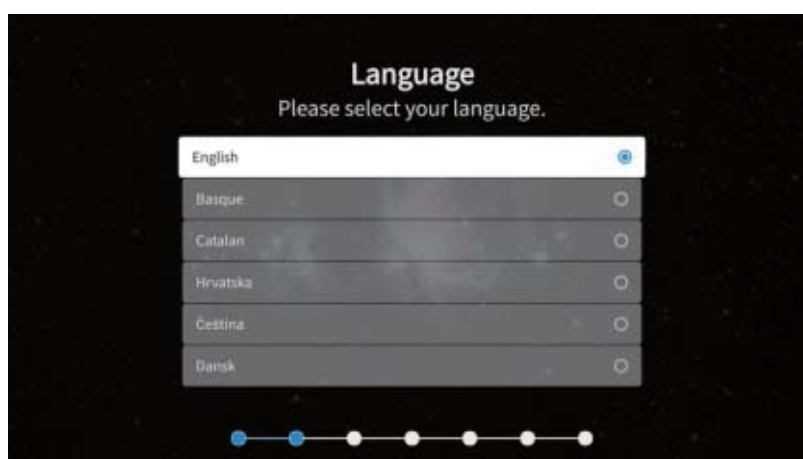 Language
Please select your language.
English
Basque
Catalan
Hrvatska
Čeština
Dansk